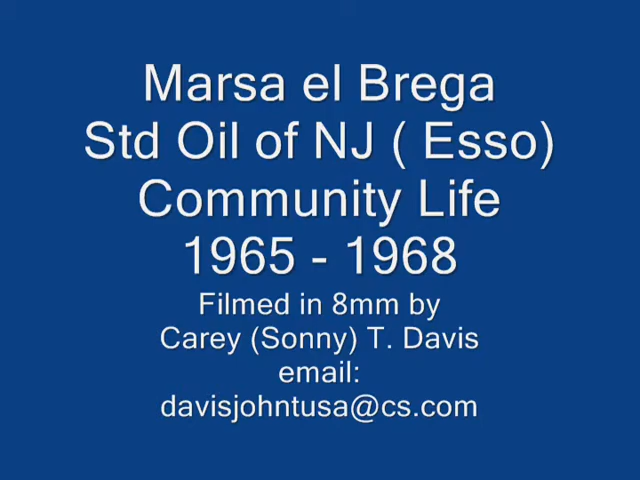 Marsa el Brega
Std Oil of NJ ( Esso)
Community Life
1965 - 1968
Filmed in 8mm by
Carey (Sonny) T. Davis
email:
davisjohntusa@cs.com